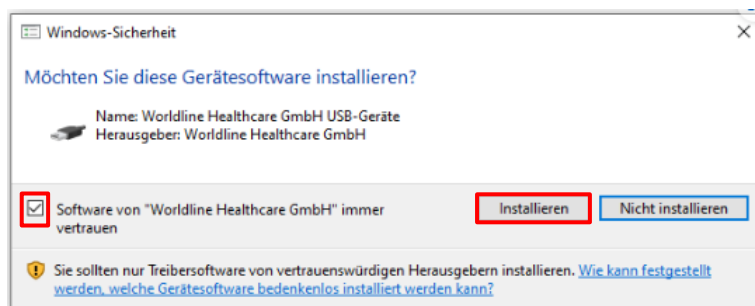 Windows-Sicherheit
Möchten Sie diese Gerätesoftware installieren?
Name: Worldline Healthcare GmbH USB-Geräte
Herausgeber: Worldline Healthcare GmbH
Software von "Worldline Healthcare GmbH" immer
vertrauen
Installieren
Nicht installieren
Sie sollten nur Treibersoftware von vertrauenswürdigen Herausgebern installieren. Wie kann festgestellt
werden, welche Gerätesoftware bedenkenlos installiert werden kann?